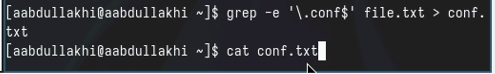 [aabdullakhi@aabdullakhi ~]$ grep -e '\.conf$' file.txt > conf.
txt
[aabdullakhi@aabdullakhi ~]$ cat conf.txt